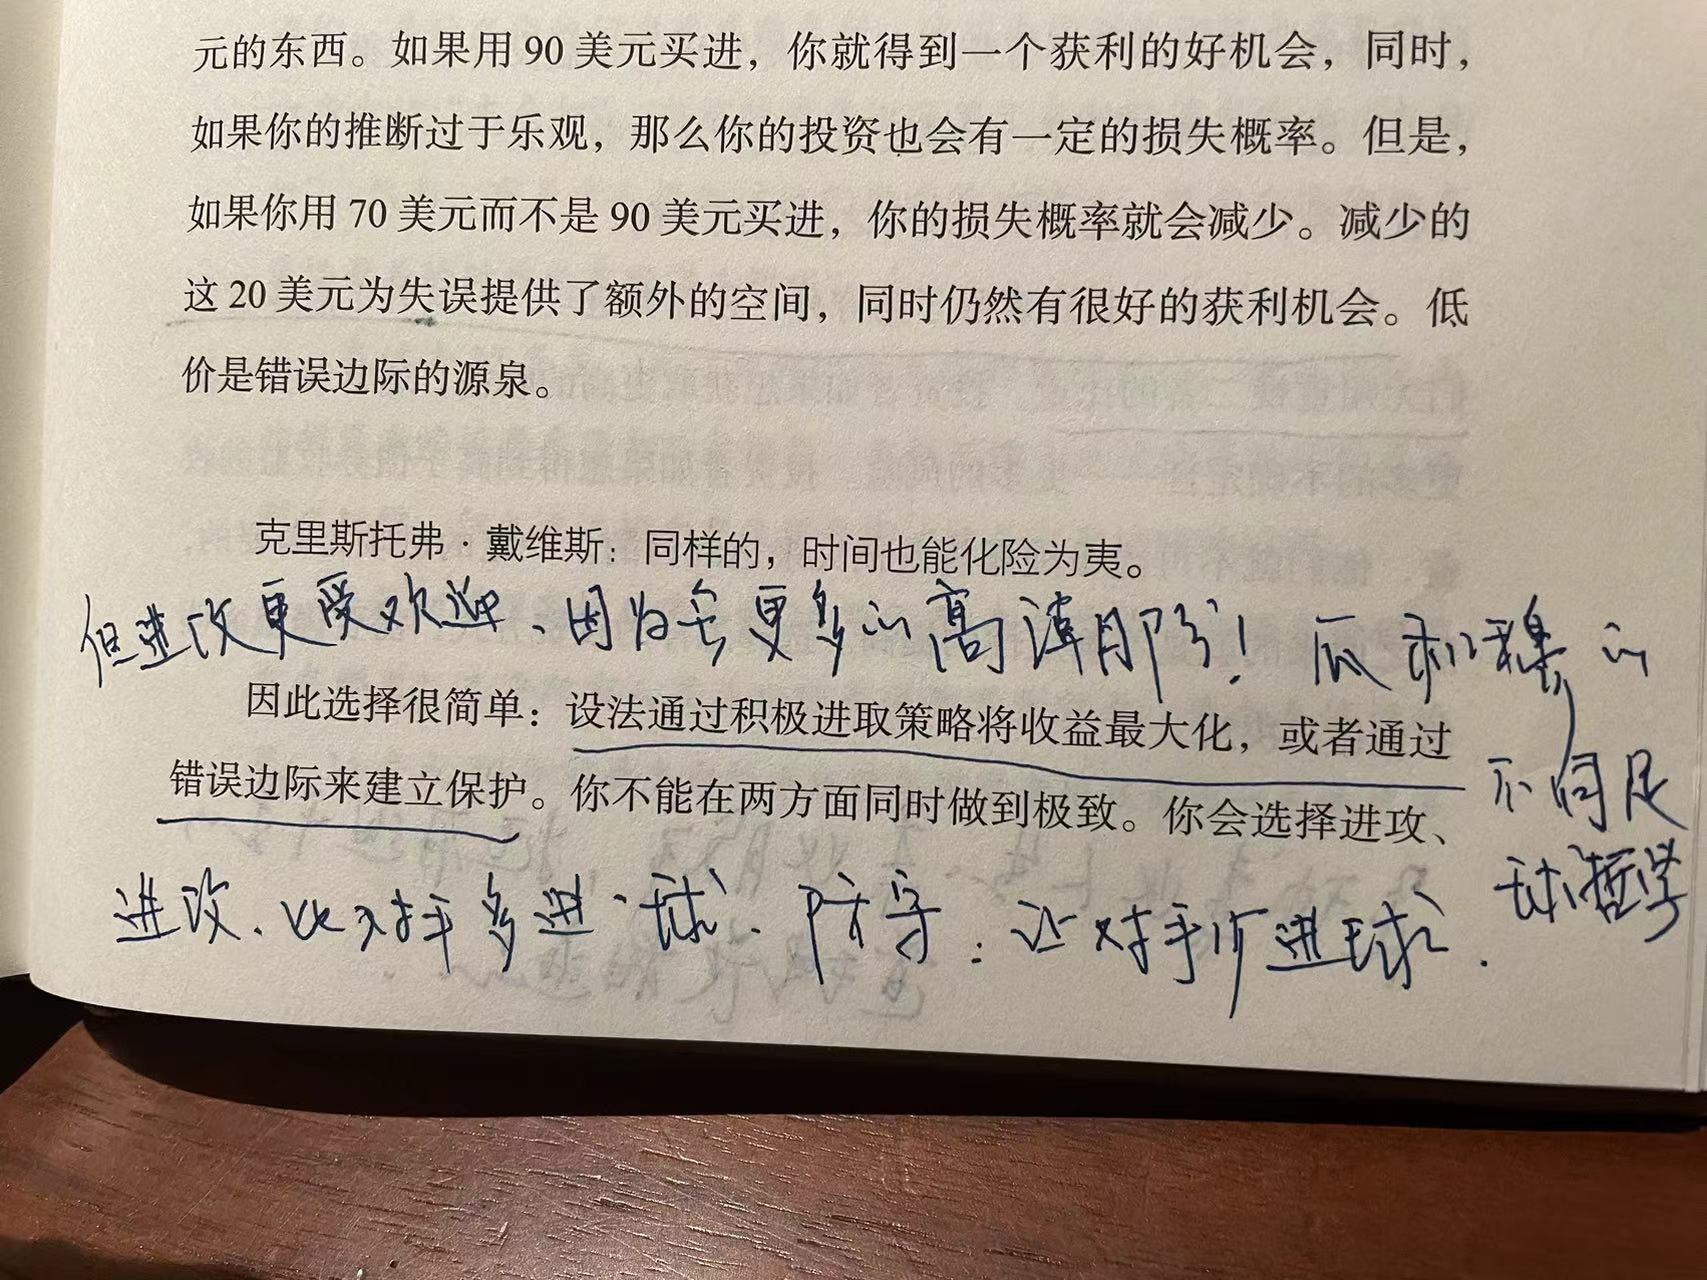 元的东西。如果用 90 美元买进，你就得到一个获利的好机会，同时，
如果你的推断过于乐观，那么你的投资也会有一定的损失概率。但是，
如果你用 70 美元而不是 90 美元买进，你的损失概率就会减少。减少的
这 20 美元为失误提供了额外的空间，同时仍然有很好的获利机会。低
价是错误边际的源泉。
克里斯托弗·戴维斯：同样的，时间也能化险为夷。
但进攻更受欢迎、因为会更多的高潮月阝！瓜和穆的
不同足
球哲学
因此选择很简单：设法通过积极进取策略将收益最大化，或者通过
错误边际来建立保护。你不能在两方面同时做到极致。你会选择进攻、
进攻、比对手多进一球、防守：让对手少进球.